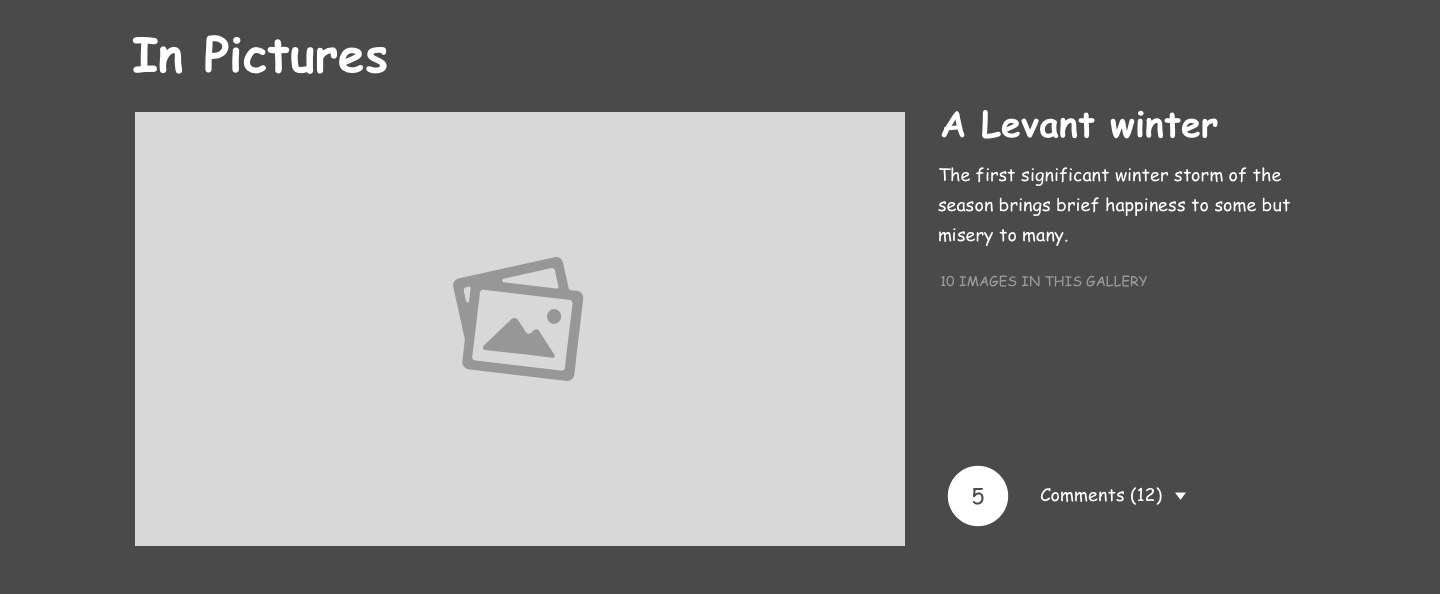 In Pictures
A Levant winter
The first significant winter storm of the
season brings brief happiness to some but
misery to many.
10 IMAGES IN THIS GALLERY
5
Comments (12)